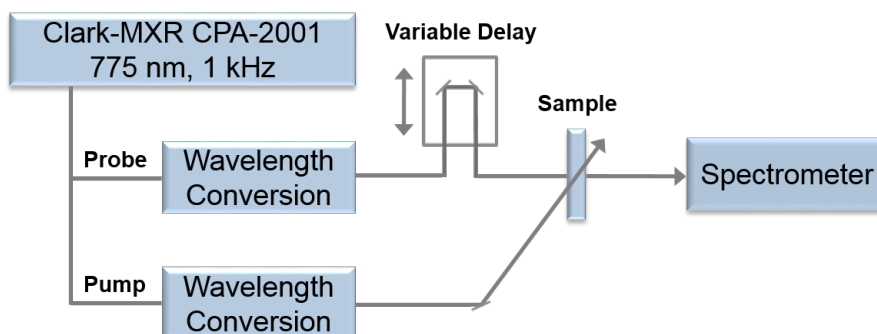 Clark-MXR CPA-2001
775 nm, 1 kHz
Variable Delay
Sample
Probe
Wavelength
Conversion
Spectrometer
Pump
Wavelength
Conversion